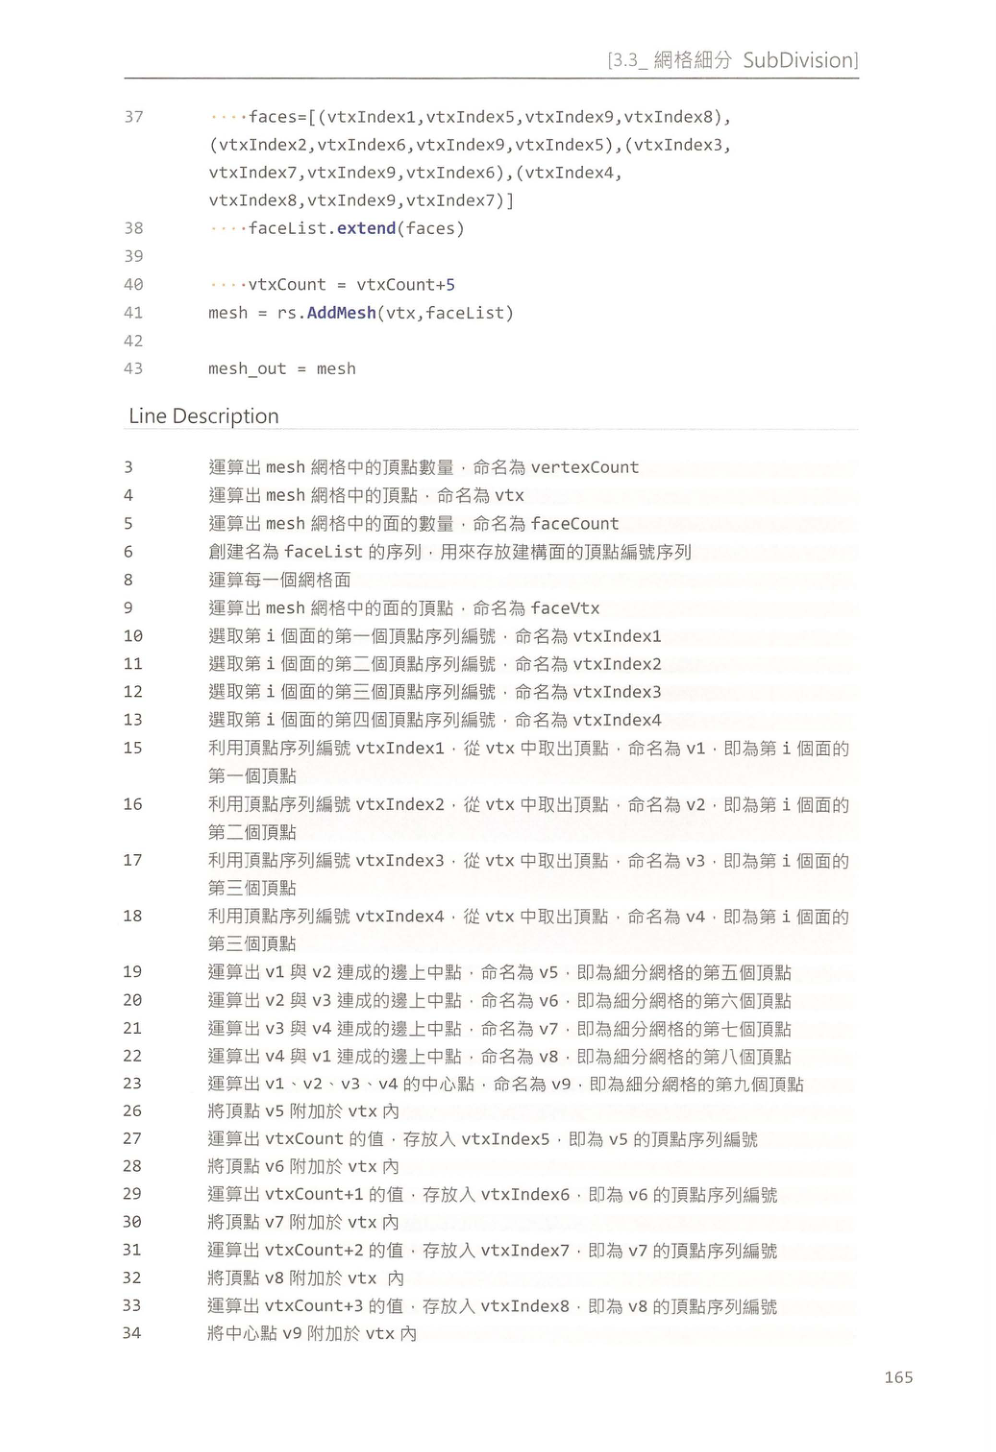 [3.3_ 網格細分 SubDivision]
37 ····faces=[(vtxIndex1,vtxIndex5,vtxIndex9,vtxIndex8),
(vtxIndex2,vtxIndex6,vtxIndex9,vtxIndex5),(vtxIndex3,
vtxIndex7,vtxIndex9,vtxIndex6),(vtxIndex4,
vtxIndex8,vtxIndex9,vtxIndex7)]
38 ····faceList.extend(faces)
39
40 ····vtxCount = vtxCount+5
41 mesh = rs.AddMesh(vtx,faceList)
42
43 mesh_out = mesh
Line Description
3 運算出 mesh 網格中的頂點數量，命名為 vertexCount
4 運算出 mesh 網格中的頂點，命名為 vtx
5 運算出 mesh 網格中的面的數量，命名為 faceCount
6 創建名為 faceList 的序列，用來存放建構面的頂點編號序列
8 運算每一個網格面
9 運算出 mesh 網格中的面的頂點，命名為 faceVtx
10 選取第 i 個面的第一個頂點序列編號，命名為 vtxIndex1
11 選取第 i 個面的第二個頂點序列編號，命名為 vtxIndex2
12 選取第 i 個面的第三個頂點序列編號，命名為 vtxIndex3
13 選取第 i 個面的第四個頂點序列編號，命名為 vtxIndex4
15 利用頂點序列編號 vtxIndex1，從 vtx 中取出頂點，命名為 v1，即為第 i 個面的
第一個頂點
16 利用頂點序列編號 vtxIndex2，從 vtx 中取出頂點，命名為 v2，即為第 i 個面的
第二個頂點
17 利用頂點序列編號 vtxIndex3，從 vtx 中取出頂點，命名為 v3，即為第 i 個面的
第三個頂點
18 利用頂點序列編號 vtxIndex4，從 vtx 中取出頂點，命名為 v4，即為第 i 個面的
第三個頂點
19 運算出 v1 與 v2 連成的邊上中點，命名為 v5，即為細分網格的第五個頂點
20 運算出 v2 與 v3 連成的邊上中點，命名為 v6，即為細分網格的第六個頂點
21 運算出 v3 與 v4 連成的邊上中點，命名為 v7，即為細分網格的第七個頂點
22 運算出 v4 與 v1 連成的邊上中點，命名為 v8，即為細分網格的第八個頂點
23 運算出 v1、v2、v3、v4 的中心點，命名為 v9，即為細分網格的第九個頂點
26 將頂點 v5 附加於 vtx 內
27 運算出 vtxCount 的值，存放入 vtxIndex5，即為 v5 的頂點序列編號
28 將頂點 v6 附加於 vtx 內
29 運算出 vtxCount+1 的值，存放入 vtxIndex6，即為 v6 的頂點序列編號
30 將頂點 v7 附加於 vtx 內
31 運算出 vtxCount+2 的值，存放入 vtxIndex7，即為 v7 的頂點序列編號
32 將頂點 v8 附加於 vtx 內
33 運算出 vtxCount+3 的值，存放入 vtxIndex8，即為 v8 的頂點序列編號
34 將中心點 v9 附加於 vtx 內
165